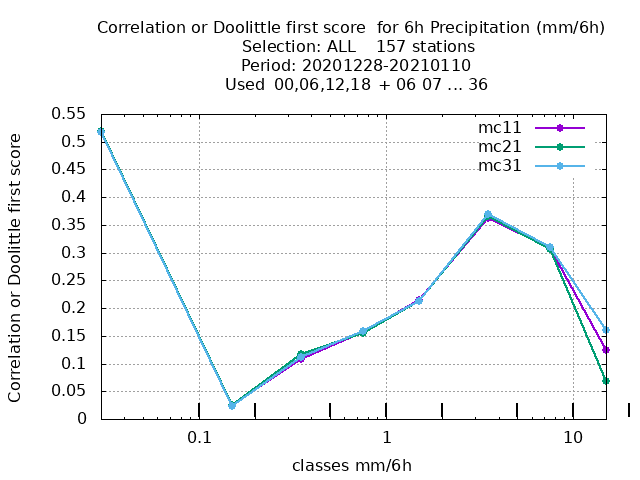 Correlation or Doolittle first score  for 6h Precipitation (mm/6h)
Selection: ALL    157 stations
Period: 20201228-20210110
Used  00,06,12,18  + 06 07 ... 36
Correlation or Doolittle first score
0.55
0.5
0.45
0.4
0.35
0.3
0.25
0.2
0.15
0.1
0.05
0
mc11
mc21
mc31
0.1
1
10
classes mm/6h